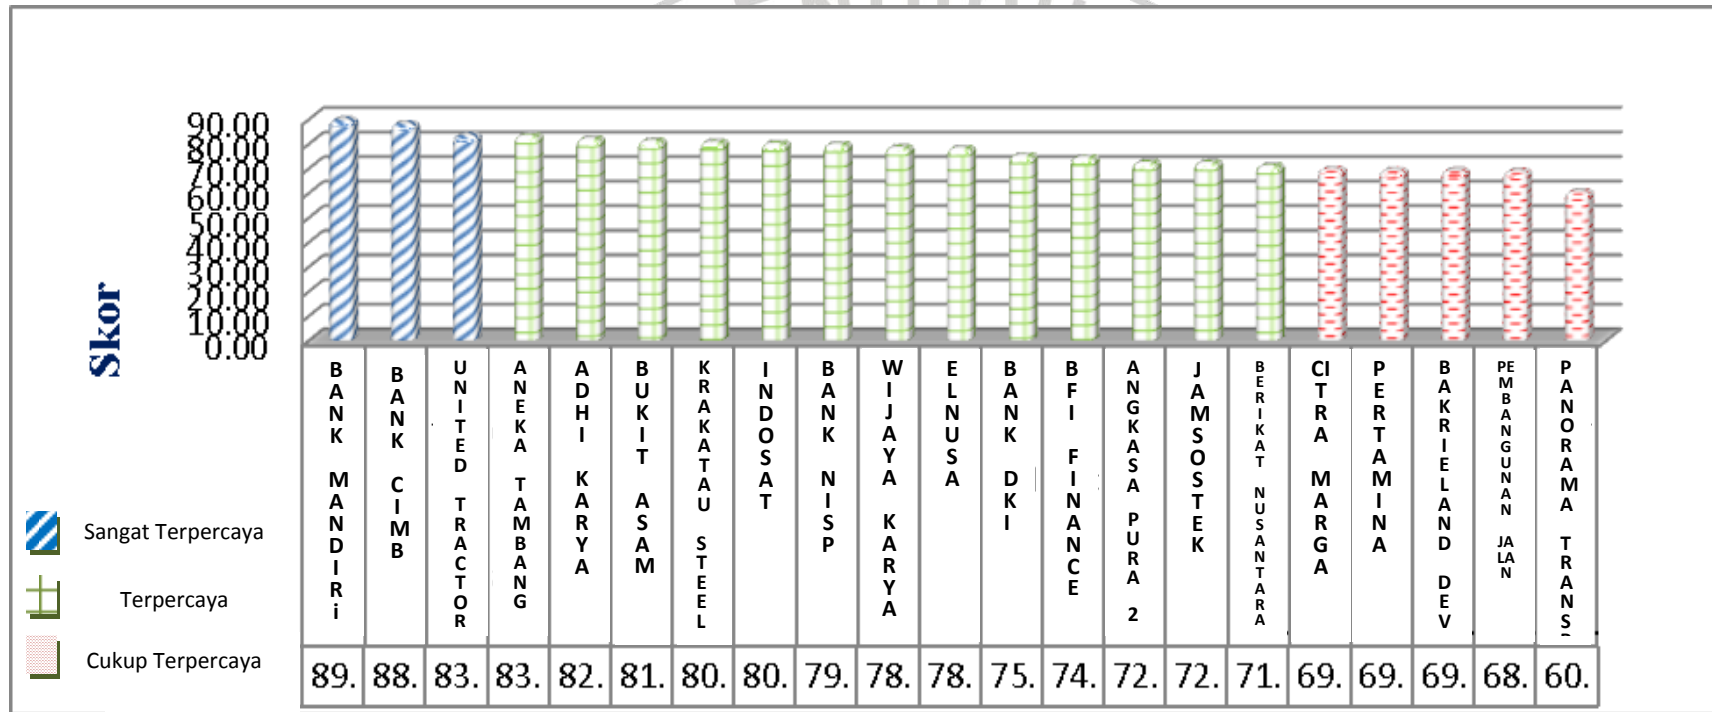 90.00
80.00
70.00
60.00
50.00
40.00
30.00
20.00
10.00
0.00
Skor
BANK MANDIRi
BANK CIMB
UNITED TRACTOR
ANEKA TAMBANG
ADHI KARYA
BUKIT ASAM
KRAKATAU STEEL
INDOSAT
BANK NISP
WIJAYA KARYA
ELNUSA
BANK DKI
BFI FINANCE
ANGKASA PURA 2
JAMSOSTEK
BERIKAT NUSANTARA
CITRA MARGA
PERTAMINA
BAKRIELAND DEV
PEMBANGUNAN JALAN
PANORAMA TRANS
Sangat Terpercaya
Terpercaya
Cukup Terpercaya
89. 88. 83. 83. 82. 81. 80. 80. 79. 78. 78. 75. 74. 72. 72. 71. 69. 69. 69. 68. 60.